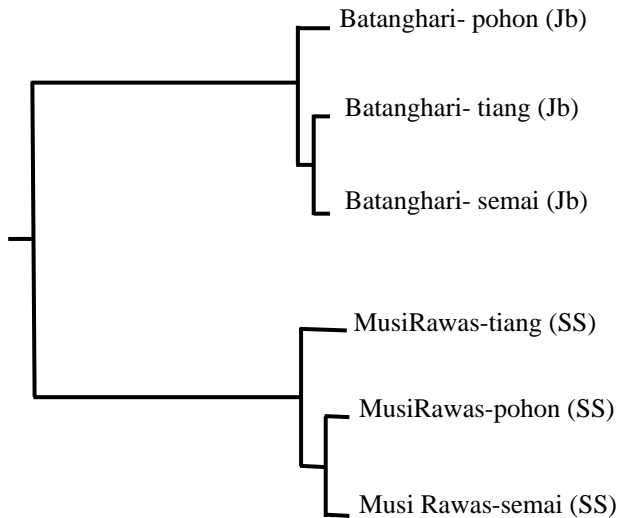 Batanghari- pohon (Jb)
Batanghari- tiang (Jb)
Batanghari- semai (Jb)
MusiRawas-tiang (SS)
MusiRawas-pohon (SS)
Musi Rawas-semai (SS)